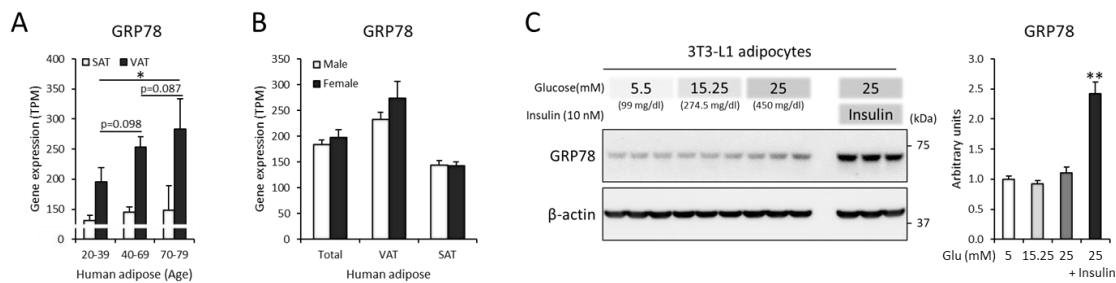 A
GRP78
SAT VAT
Gene expression (TPM)
400
350
300
250
200
150
100
*
p=0.087
p=0.098
20-39 40-69 70-79
Human adipose (Age)
B
GRP78
Male
Female
Gene expression (TPM)
350
300
250
200
150
100
50
0
Total VAT SAT
Human adipose
C
3T3-L1 adipocytes
Glucose(mM) 5.5 15.25 25 25
(99 mg/dl) (274.5 mg/dl) (450 mg/dl)
Insulin (10 nM) Insulin (kDa)
GRP78 75
β-actin 37
GRP78
Arbitrary units
3.0
2.5
2.0
1.5
1.0
0.5
0.0
**
Glu (mM) 5 15.25 25 25
+ Insulin